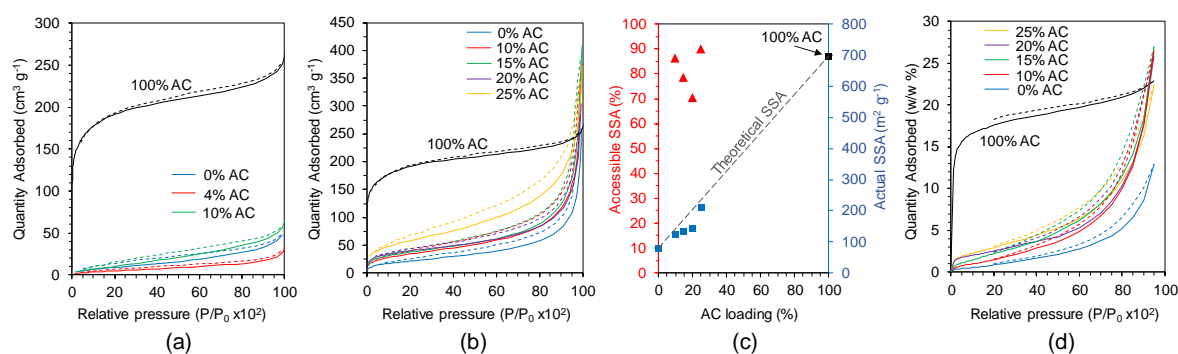 300
250
200
150
100
50
0
Quantity Adsorbed (cm³ g⁻¹)
100% AC
0% AC
4% AC
10% AC
0 20 40 60 80 100
Relative pressure (P/P₀ x10²)
(a)
450
400
350
300
250
200
150
100
50
0
Quantity Adsorbed (cm³ g⁻¹)
0% AC
10% AC
15% AC
20% AC
25% AC
100% AC
0 20 40 60 80 100
Relative pressure (P/P₀ x10²)
(b)
100
90
80
70
60
50
40
30
20
10
0
Accessible SSA (%)
100% AC
Theoretical SSA
800
700
600
500
400
300
200
100
0
Actual SSA (m² g⁻¹)
0 20 40 60 80 100
AC loading (%)
(c)
30
25
20
15
10
5
0
Quantity Adsorbed (w/w %)
25% AC
20% AC
15% AC
10% AC
0% AC
100% AC
0 20 40 60 80 100
Relative pressure (P/P₀ x10²)
(d)